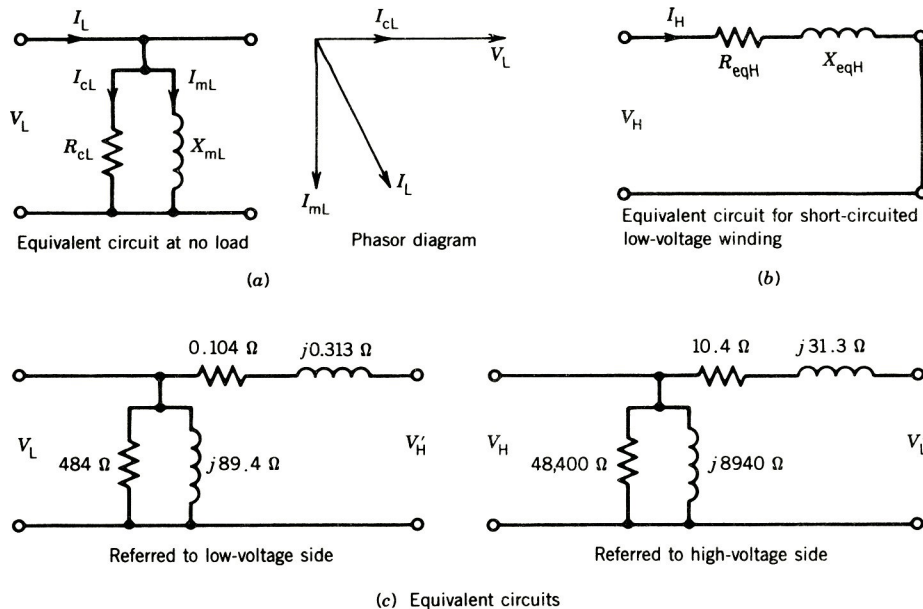 I_L
I_cL
I_mL
V_L
R_cL
X_mL
Equivalent circuit at no load
I_cL
V_L
I_mL
I_L
Phasor diagram
(a)
I_H
R_eqH
X_eqH
V_H
Equivalent circuit for short-circuited
low-voltage winding
(b)
0.104 Ω
j0.313 Ω
V_L
484 Ω
j89.4 Ω
V'_H
Referred to low-voltage side
10.4 Ω
j31.3 Ω
V_H
48,400 Ω
j8940 Ω
Referred to high-voltage side
(c) Equivalent circuits